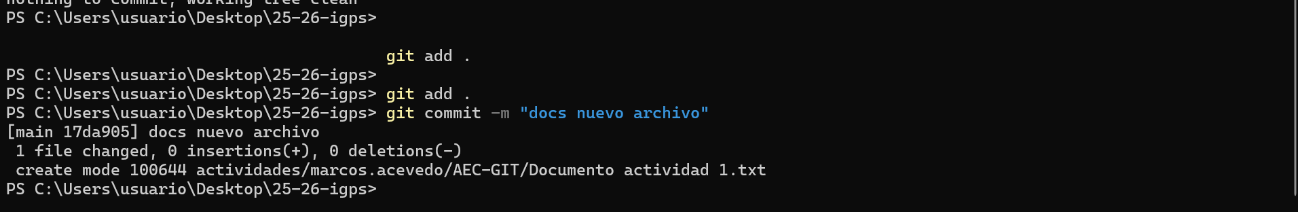 nothing to commit, working tree clean
PS C:\Users\usuario\Desktop\25-26-igps>
git add .
PS C:\Users\usuario\Desktop\25-26-igps>
PS C:\Users\usuario\Desktop\25-26-igps> git add .
PS C:\Users\usuario\Desktop\25-26-igps> git commit -m "docs nuevo archivo"
[main 17da905] docs nuevo archivo
 1 file changed, 0 insertions(+), 0 deletions(-)
 create mode 100644 actividades/marcos.acevedo/AEC-GIT/Documento actividad 1.txt
PS C:\Users\usuario\Desktop\25-26-igps>